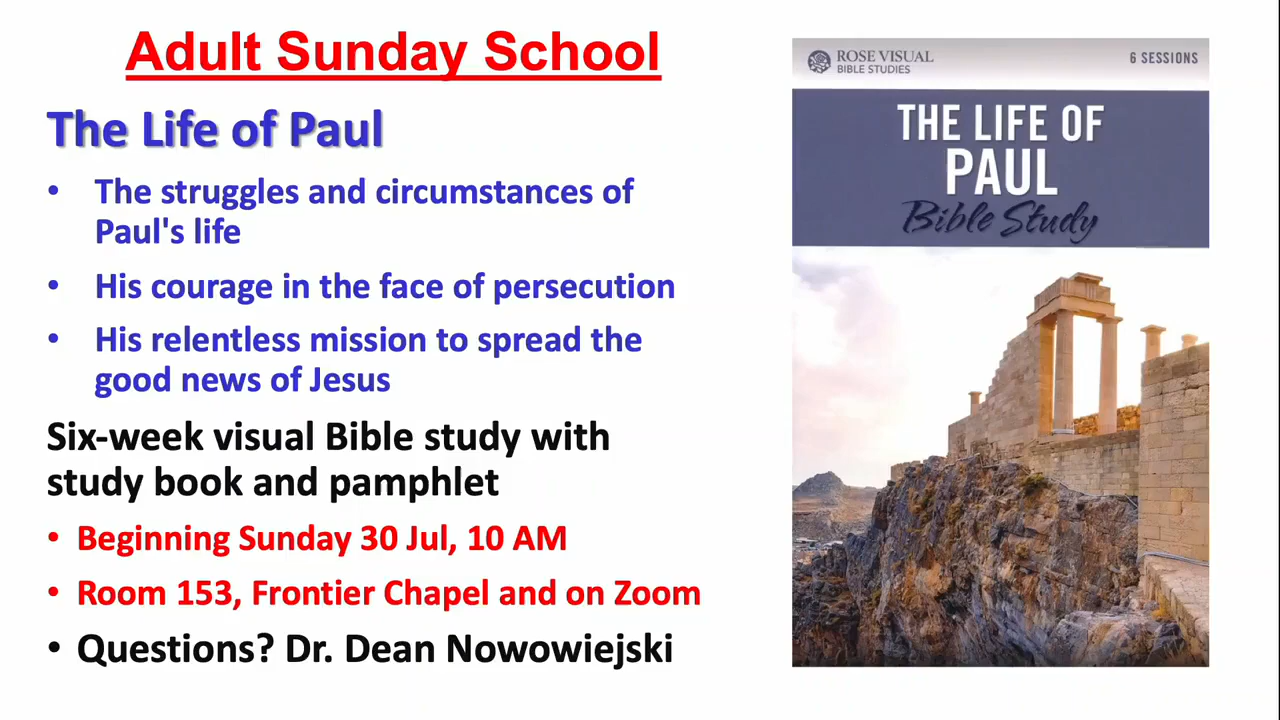 Adult Sunday School
The Life of Paul
• The struggles and circumstances of
Paul's life
• His courage in the face of persecution
• His relentless mission to spread the
good news of Jesus
Six-week visual Bible study with
study book and pamphlet
• Beginning Sunday 30 Jul, 10 AM
• Room 153, Frontier Chapel and on Zoom
• Questions? Dr. Dean Nowowiejski
ROSE VISUAL
BIBLE STUDIES
6 SESSIONS
THE LIFE OF
PAUL
Bible Study